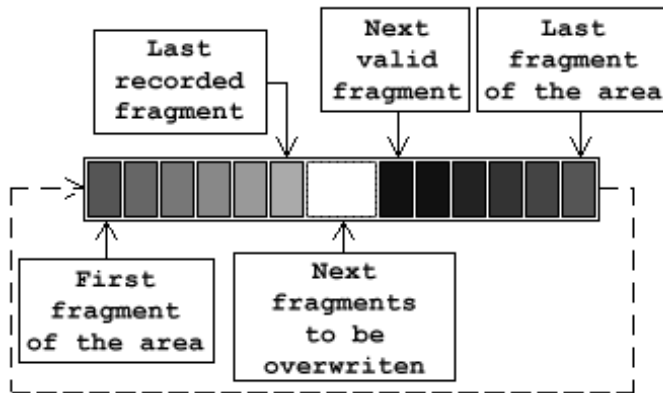 Last
recorded
fragment
Next
valid
fragment
Last
fragment
of the area
First
fragment
of the area
Next
fragments
to be
overwriten